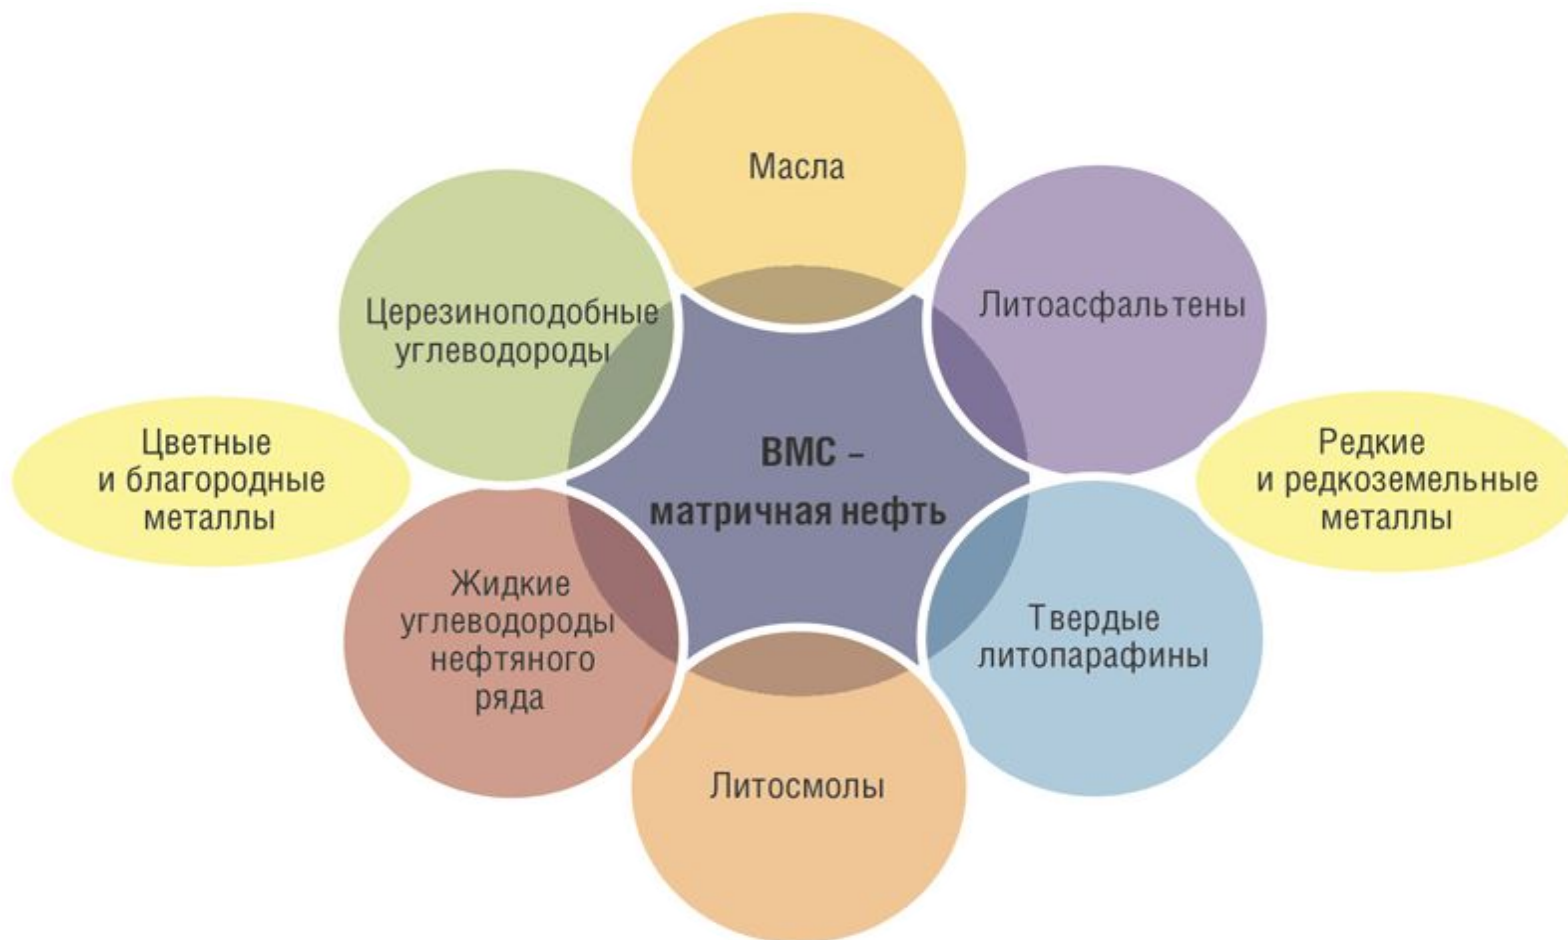 Масла
Церезиноподобные
углеводороды
Литоасфальтены
Цветные
и благородные
металлы
ВМС –
матричная нефть
Редкие
и редкоземельные
металлы
Жидкие
углеводороды
нефтяного
ряда
Твердые
литопарафины
Литосмолы